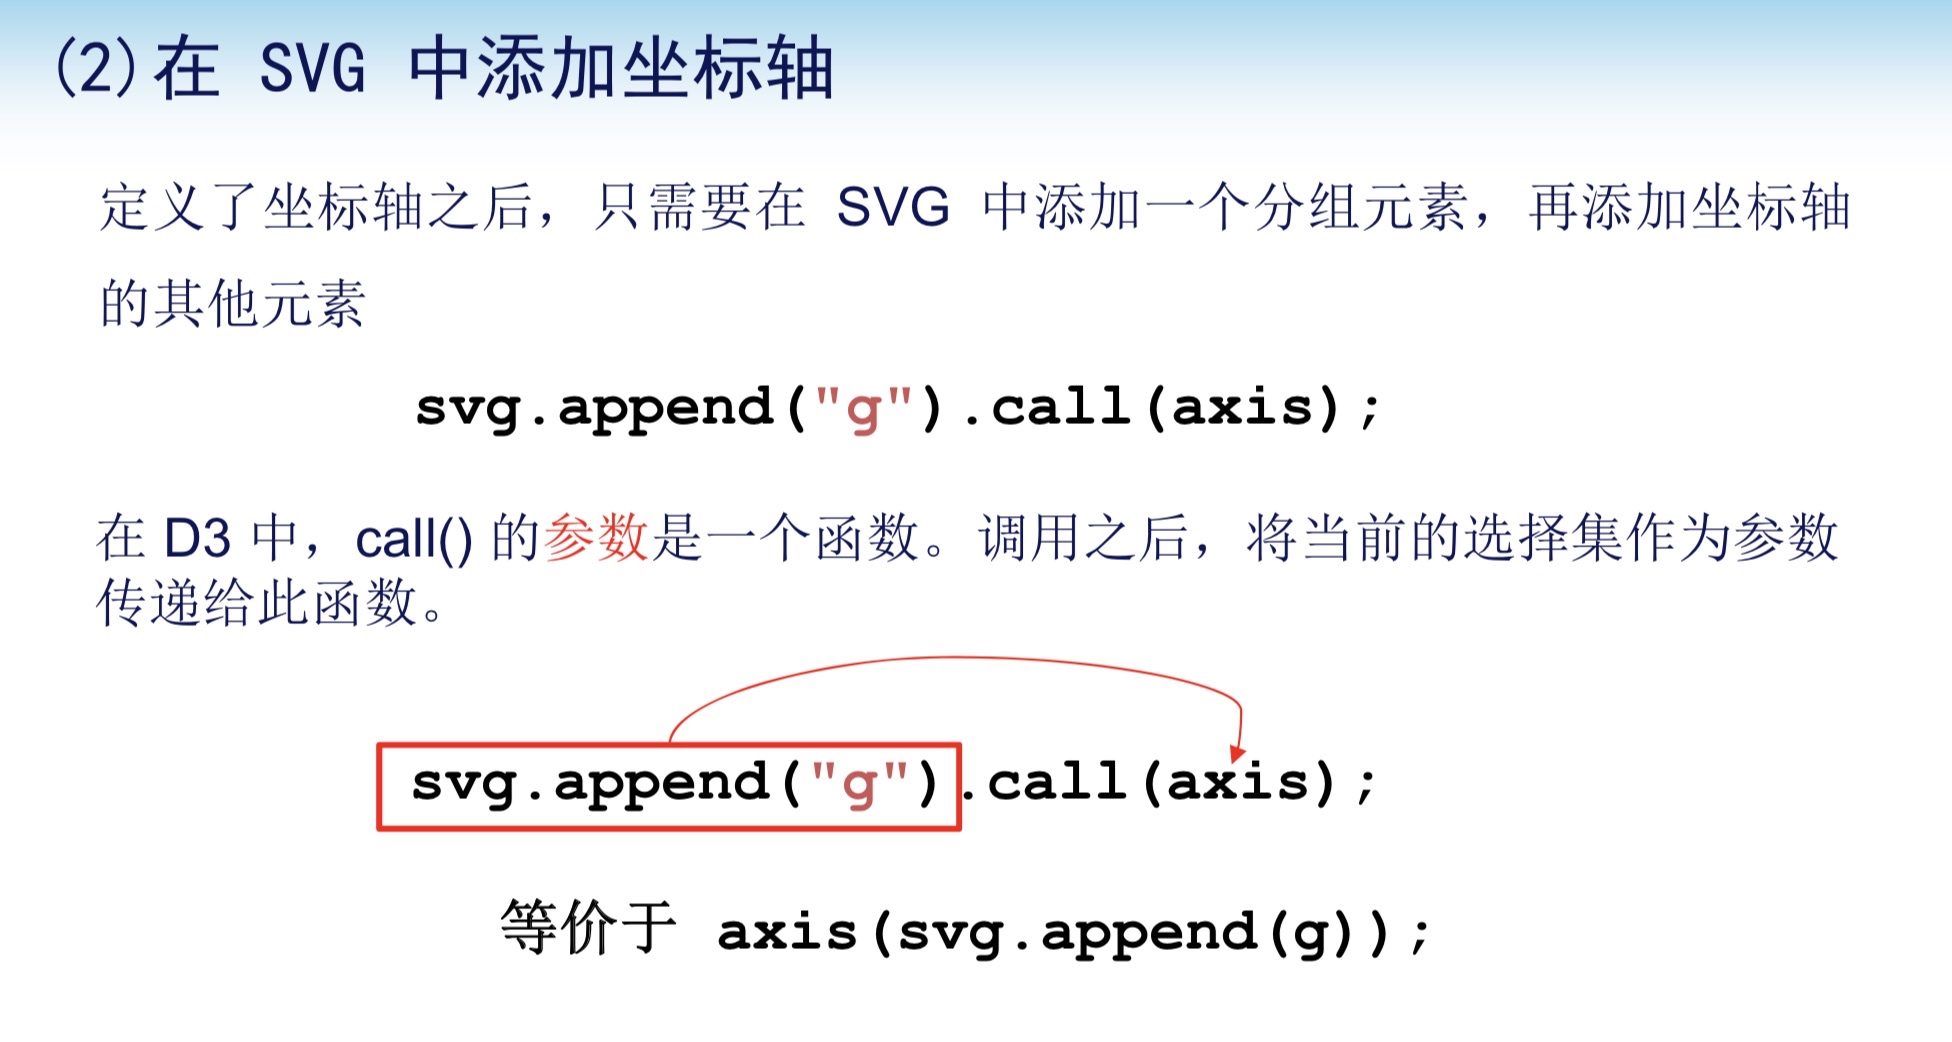 (2)在 SVG 中添加坐标轴
定义了坐标轴之后，只需要在 SVG 中添加一个分组元素，再添加坐标轴
的其他元素
svg.append("g").call(axis);
在 D3 中，call() 的参数是一个函数。调用之后，将当前的选择集作为参数
传递给此函数。
svg.append("g").call(axis);
等价于 axis(svg.append(g));